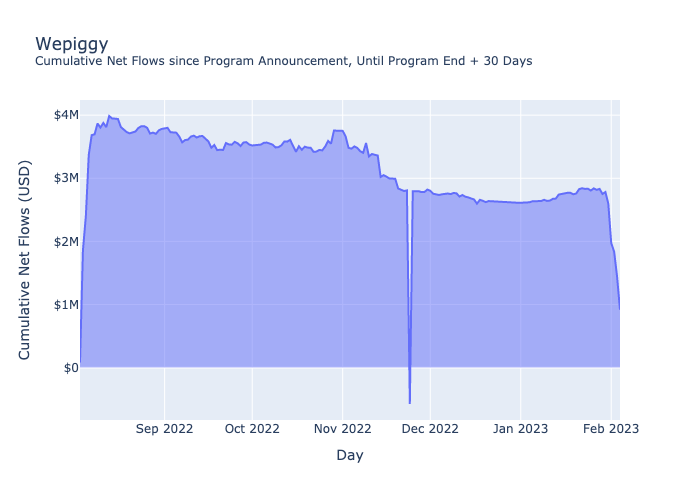 Wepiggy
Cumulative Net Flows since Program Announcement, Until Program End + 30 Days
$4M
$3M
$2M
$1M
$0
Cumulative Net Flows (USD)
Sep 2022
Oct 2022
Nov 2022
Dec 2022
Jan 2023
Feb 2023
Day